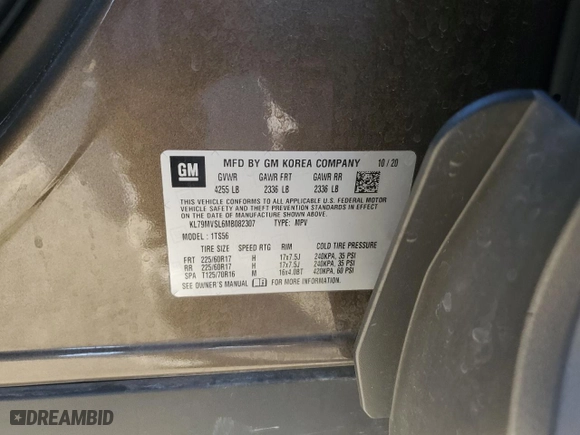 GM
MFD BY GM KOREA COMPANY 10/20
GVWR GAWR FRT GAWR RR
4255 LB 2336 LB 2336 LB
THIS VEHICLE CONFORMS TO ALL APPLICABLE U.S. FEDERAL MOTOR
VEHICLE SAFETY AND THEFT PREVENTION STANDARDS IN EFFECT ON THE
DATE OF MANUFACTURE SHOWN ABOVE.
KL79MVSL6MB082307 TYPE: MPV
MODEL: 1TS56
TIRE SIZE SPEED RTG RIM COLD TIRE PRESSURE
FRT 225/60R17 H 17x7.5J 240KPA, 35 PSI
RR 225/60R17 H 17x7.5J 240KPA, 35 PSI
SPA T125/70R16 M 16x4.0BT 420KPA, 60 PSI
SEE OWNER'S MANUAL FOR MORE INFORMATION.
DREAMBID